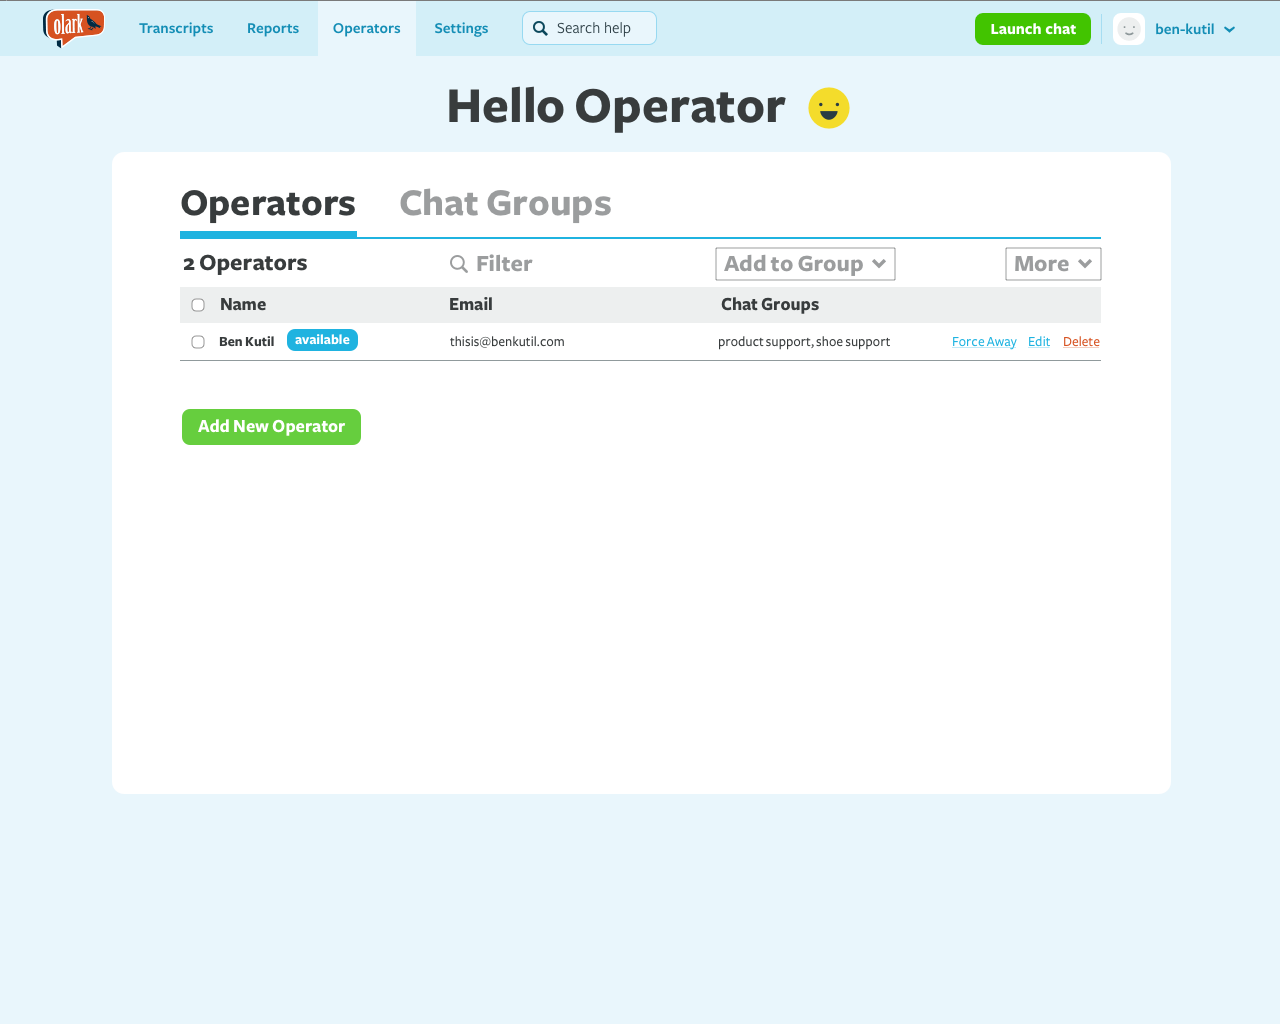 olark Transcripts Reports Operators Settings Search help Launch chat ben-kutil
Hello Operator
Operators Chat Groups
2 Operators Filter Add to Group More
Name Email Chat Groups
Ben Kutil available thisis@benkutil.com product support, shoe support Force Away Edit Delete
Add New Operator